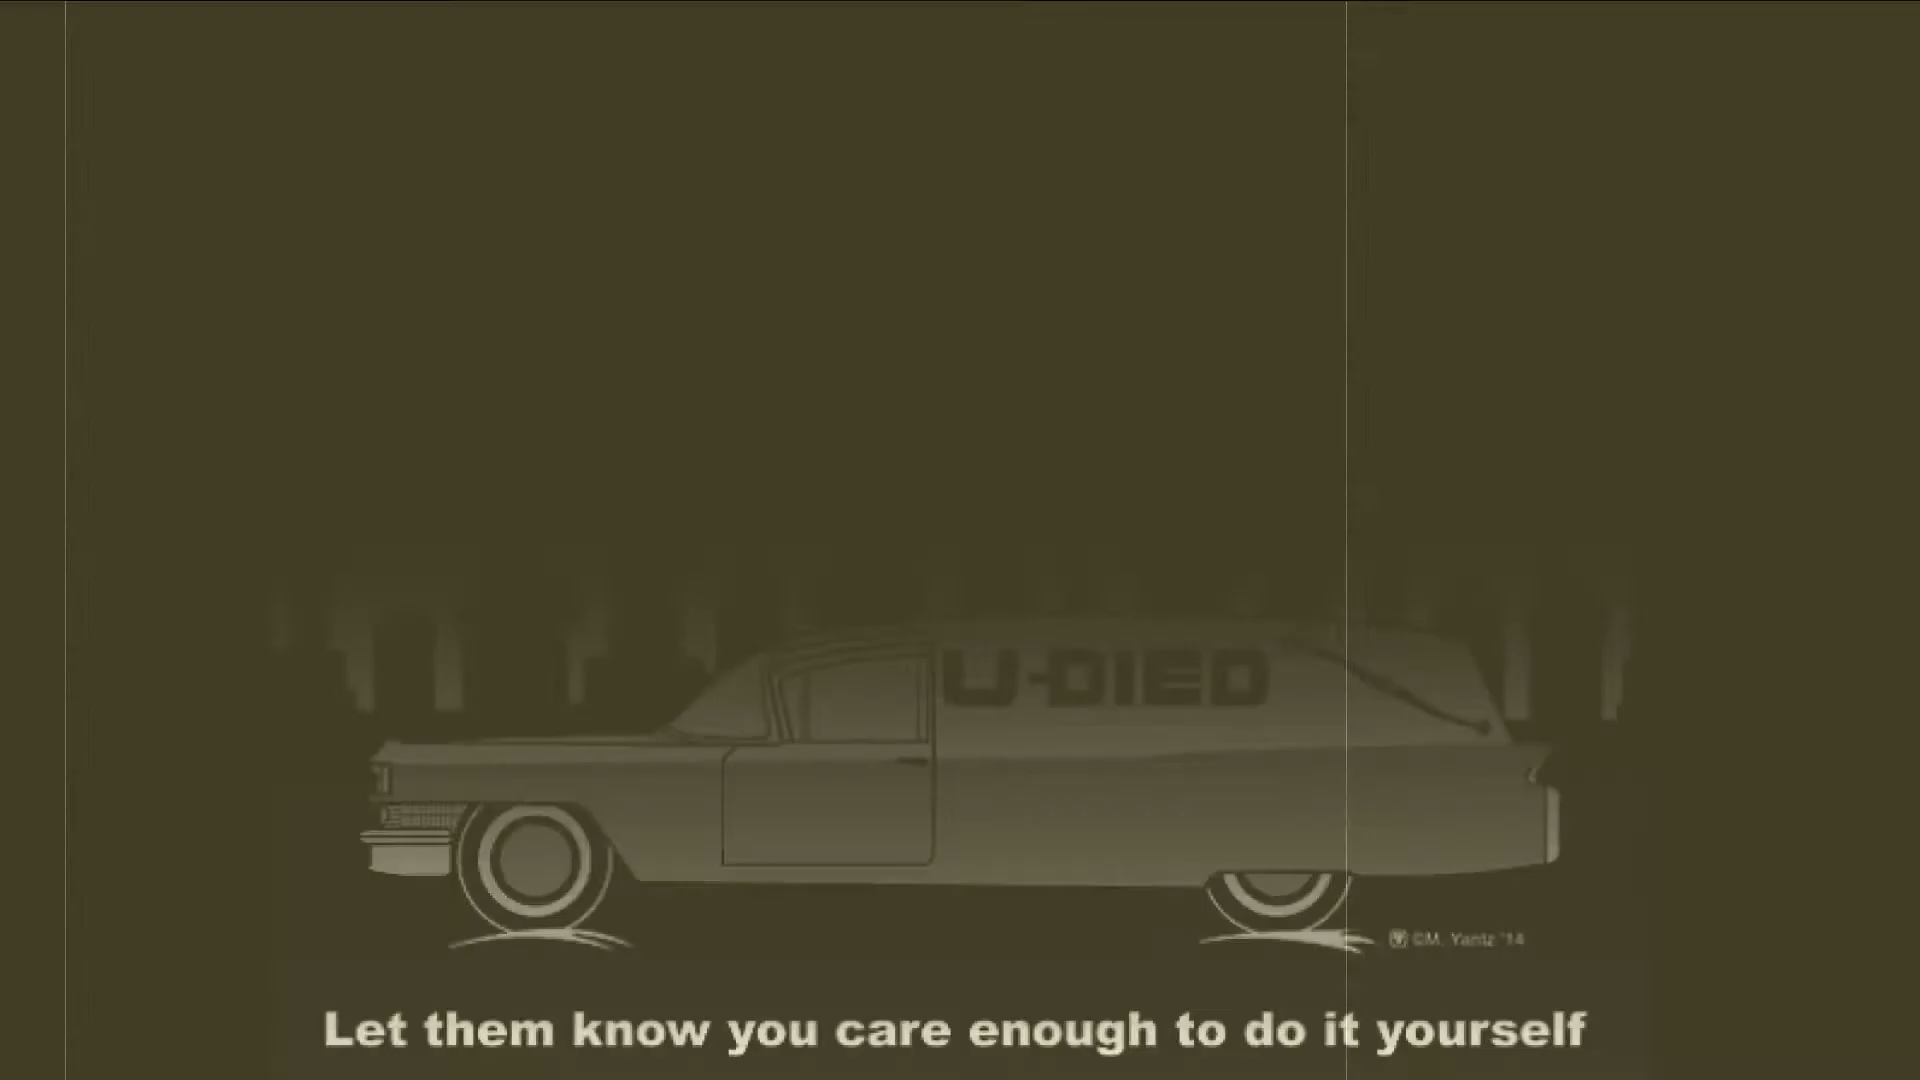 U-DIED
©M. Yantz '14
Let them know you care enough to do it yourself